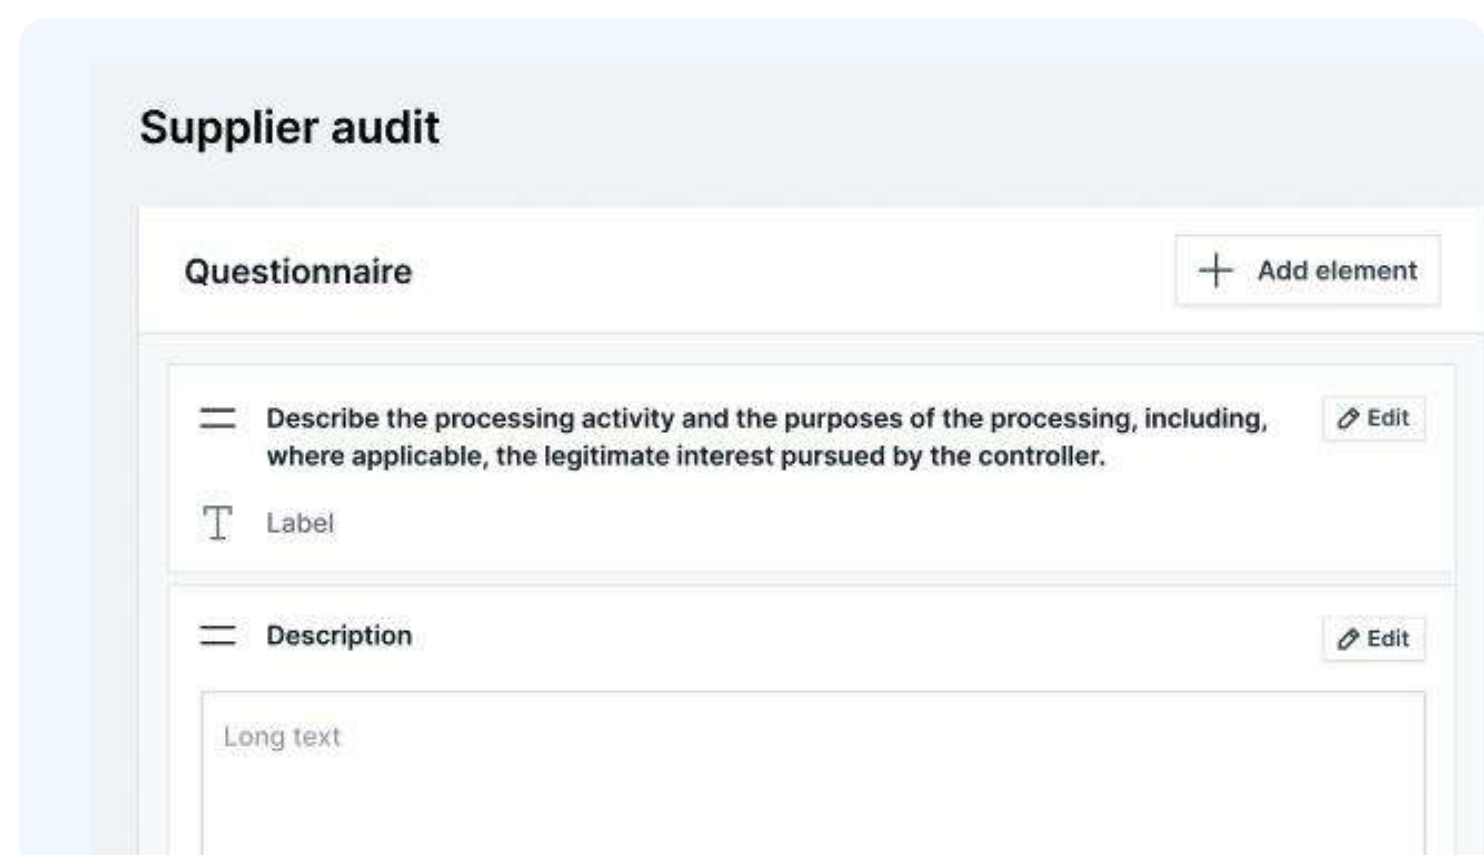 Supplier audit
Questionnaire
Add element
Describe the processing activity and the purposes of the processing, including,
where applicable, the legitimate interest pursued by the controller.
Edit
Label
Description
Edit
Long text